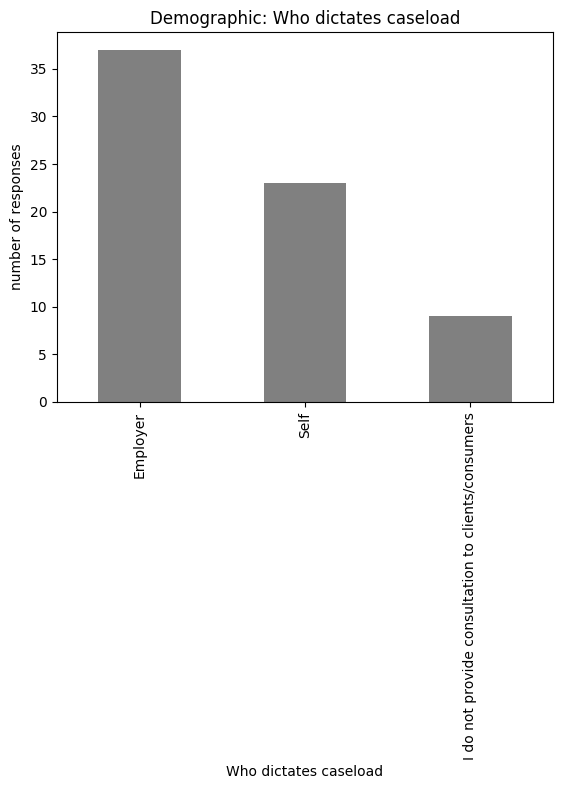 Demographic: Who dictates caseload
number of responses
35
30
25
20
15
10
5
0
Employer
Self
I do not provide consultation to clients/consumers
Who dictates caseload